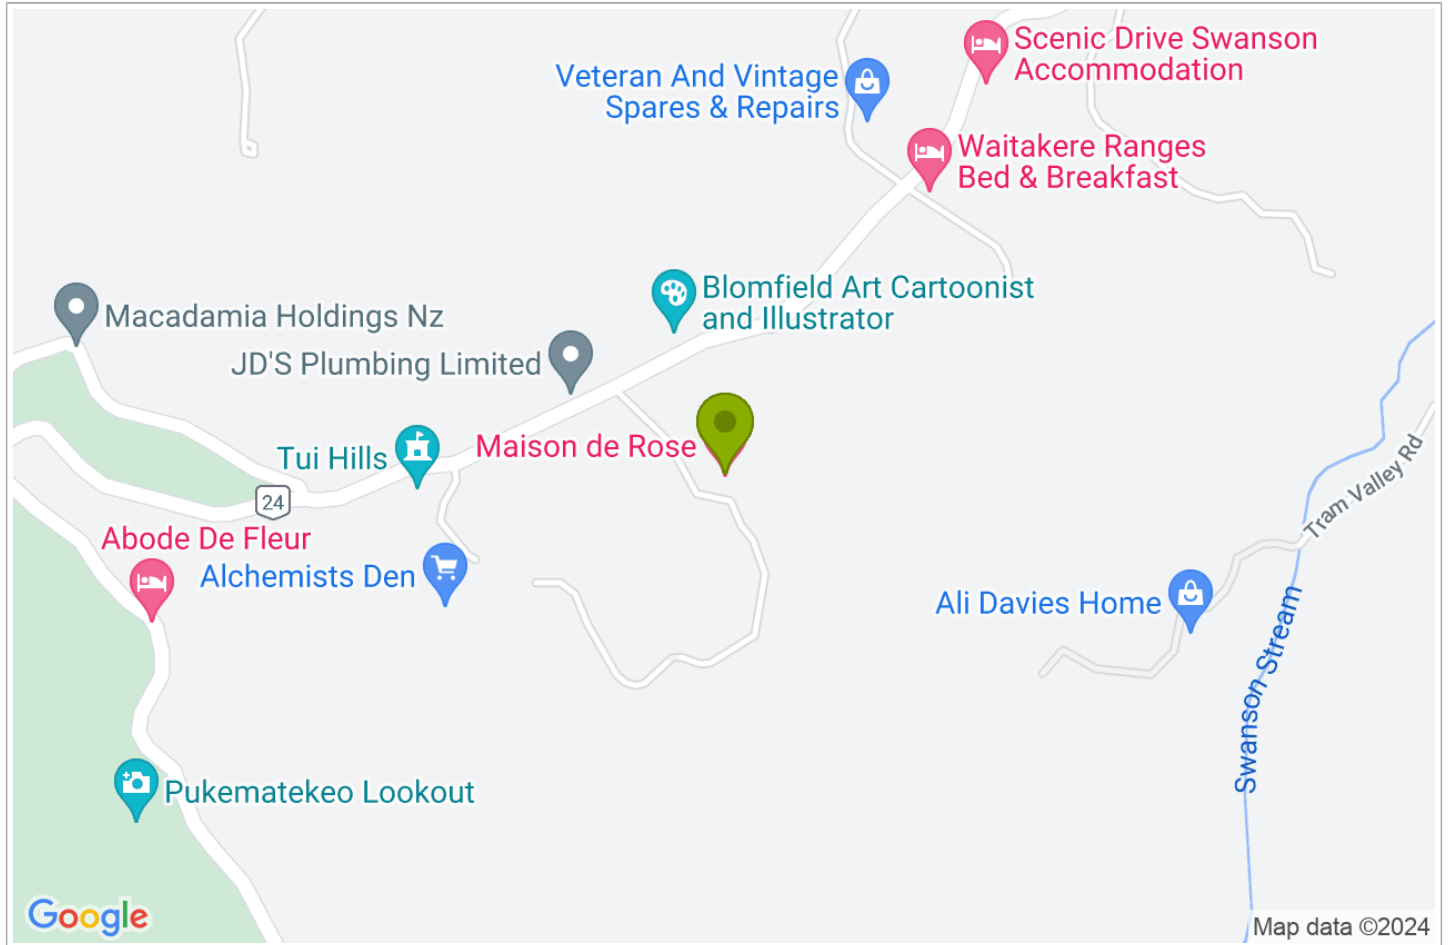 Scenic Drive Swanson
Accommodation
Veteran And Vintage
Spares & Repairs
Waitakere Ranges
Bed & Breakfast
Blomfield Art Cartoonist
and Illustrator
Macadamia Holdings Nz
JD'S Plumbing Limited
Maison de Rose
Tui Hills
24
Tram Valley Rd
Abode De Fleur
Alchemists Den
Ali Davies Home
Swanson Stream
Pukematekeo Lookout
Google
Map data ©2024